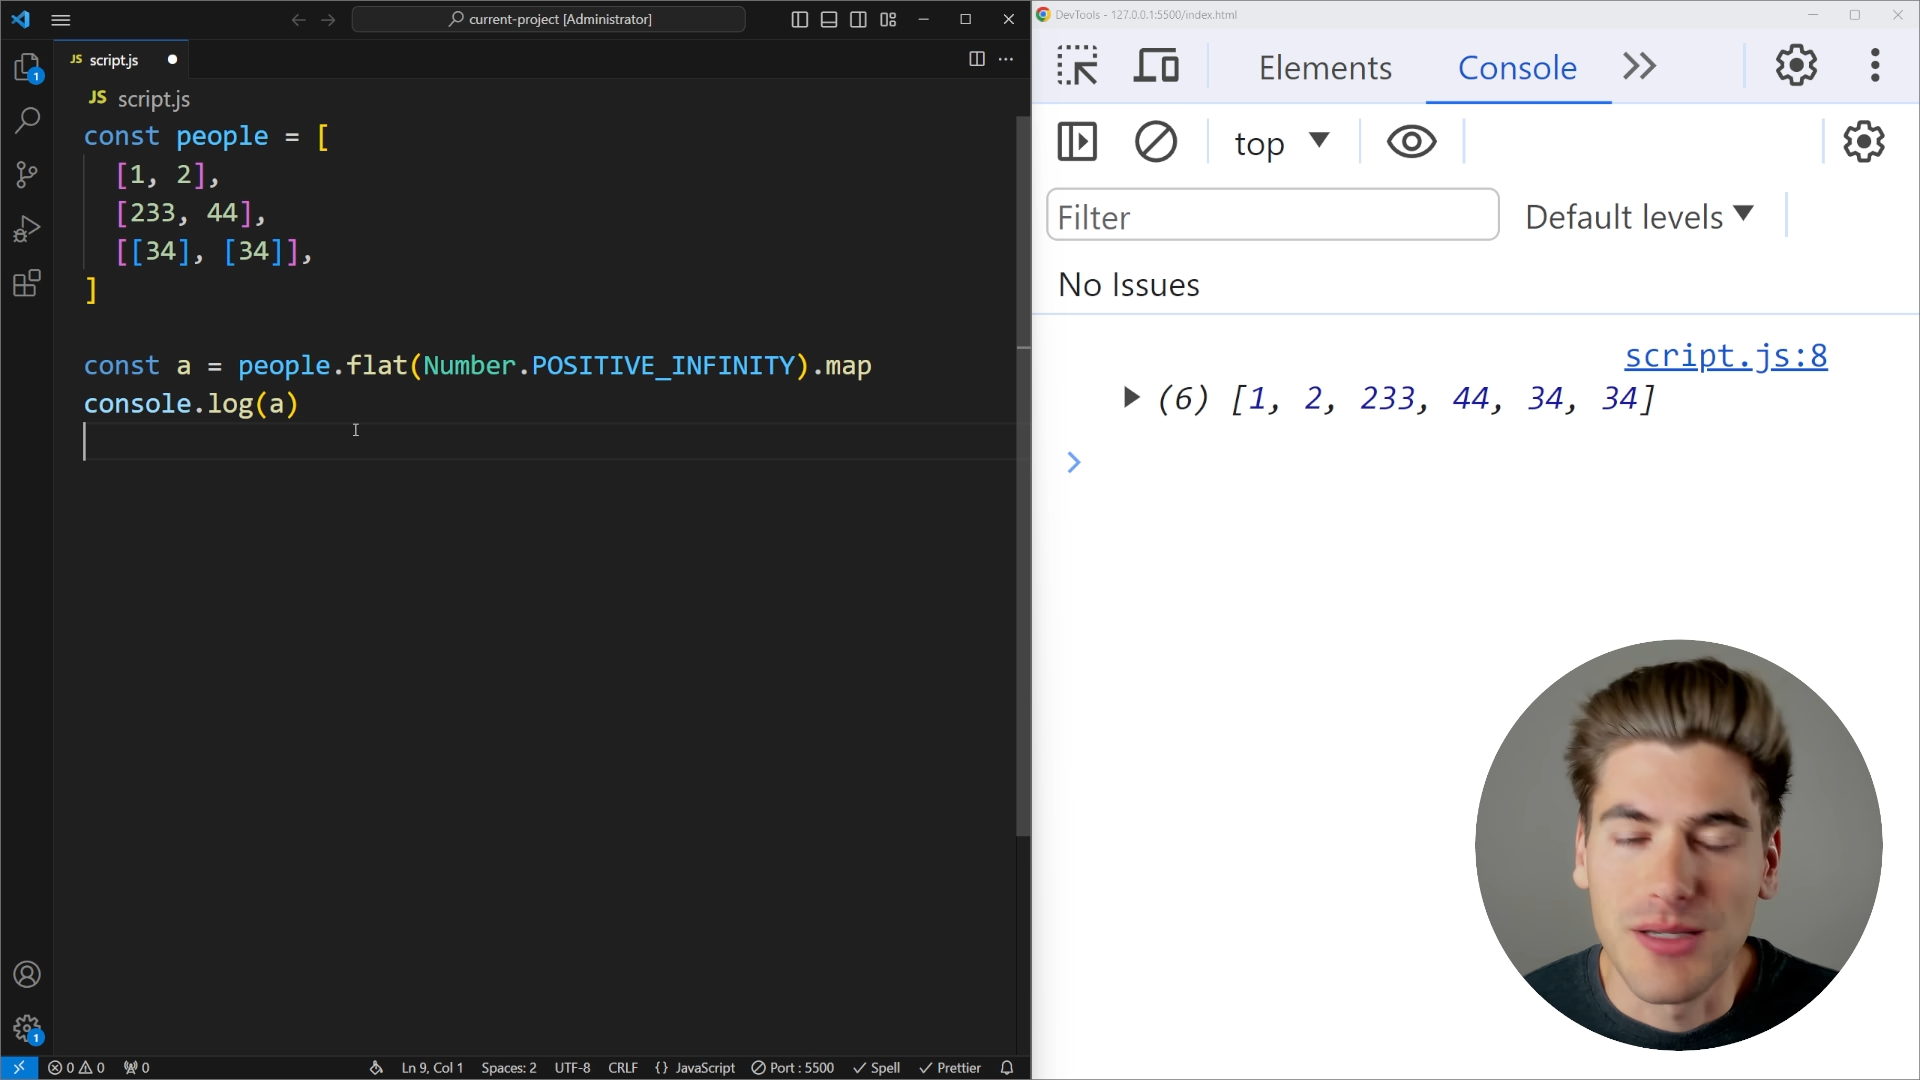 current-project [Administrator]
JS script.js
JS script.js
const people = [
[1, 2],
[233, 44],
[[34], [34]],
]
const a = people.flat(Number.POSITIVE_INFINITY).map
console.log(a)
1
1
0 0 0 Ln 9, Col 1 Spaces: 2 UTF-8 CRLF {} JavaScript Port : 5500 Spell Prettier
DevTools - 127.0.0.1:5500/index.html
Elements Console
top
Filter Default levels
No Issues
script.js:8
(6) [1, 2, 233, 44, 34, 34]